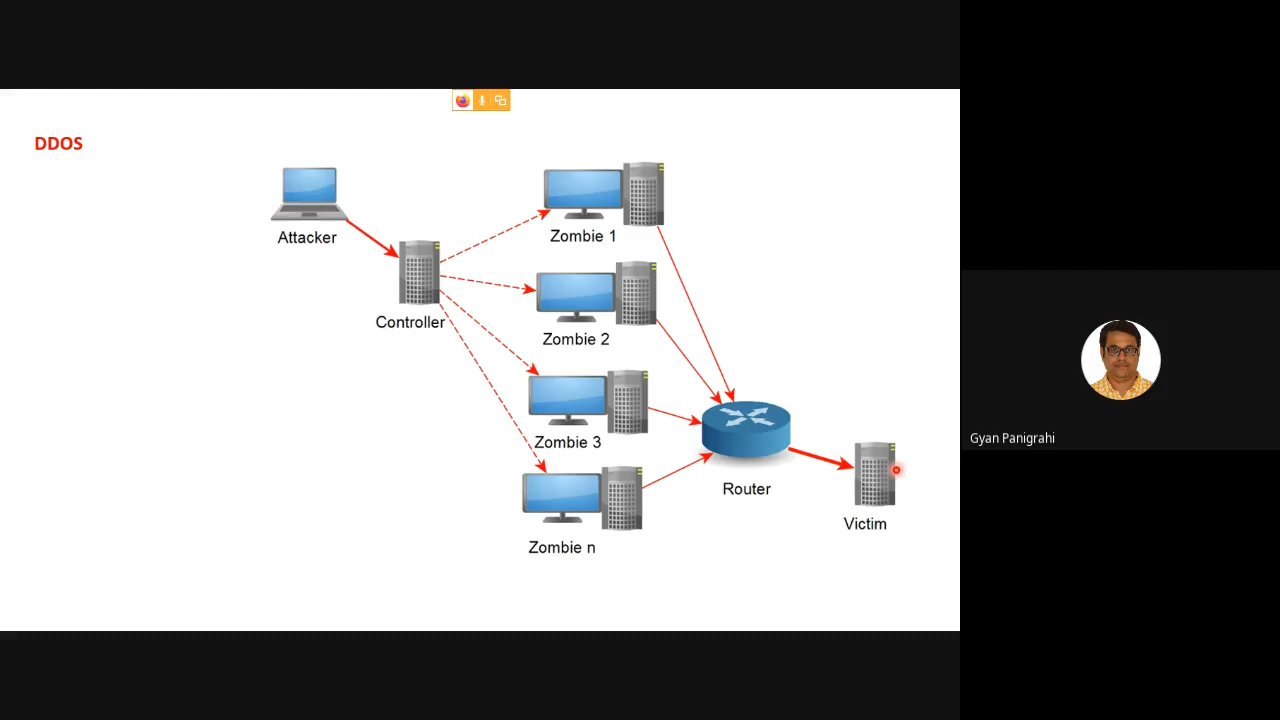 DDOS
Attacker
Controller
Zombie 1
Zombie 2
Zombie 3
Zombie n
Router
Victim
Gyan Panigrahi